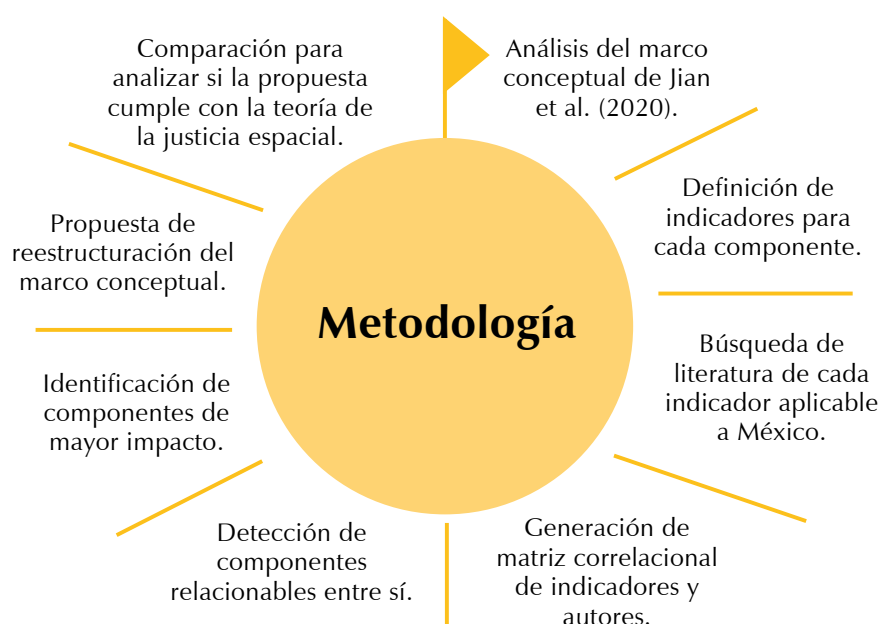 Metodología
Análisis del marco
conceptual de Jian
et al. (2020).
Definición de
indicadores para
cada componente.
Búsqueda de
literatura de cada
indicador aplicable
a México.
Generación de
matriz correlacional
de indicadores y
autores.
Detección de
componentes
relacionables entre sí.
Identificación de
componentes de
mayor impacto.
Propuesta de
reestructuración del
marco conceptual.
Comparación para
analizar si la propuesta
cumple con la teoría de
la justicia espacial.